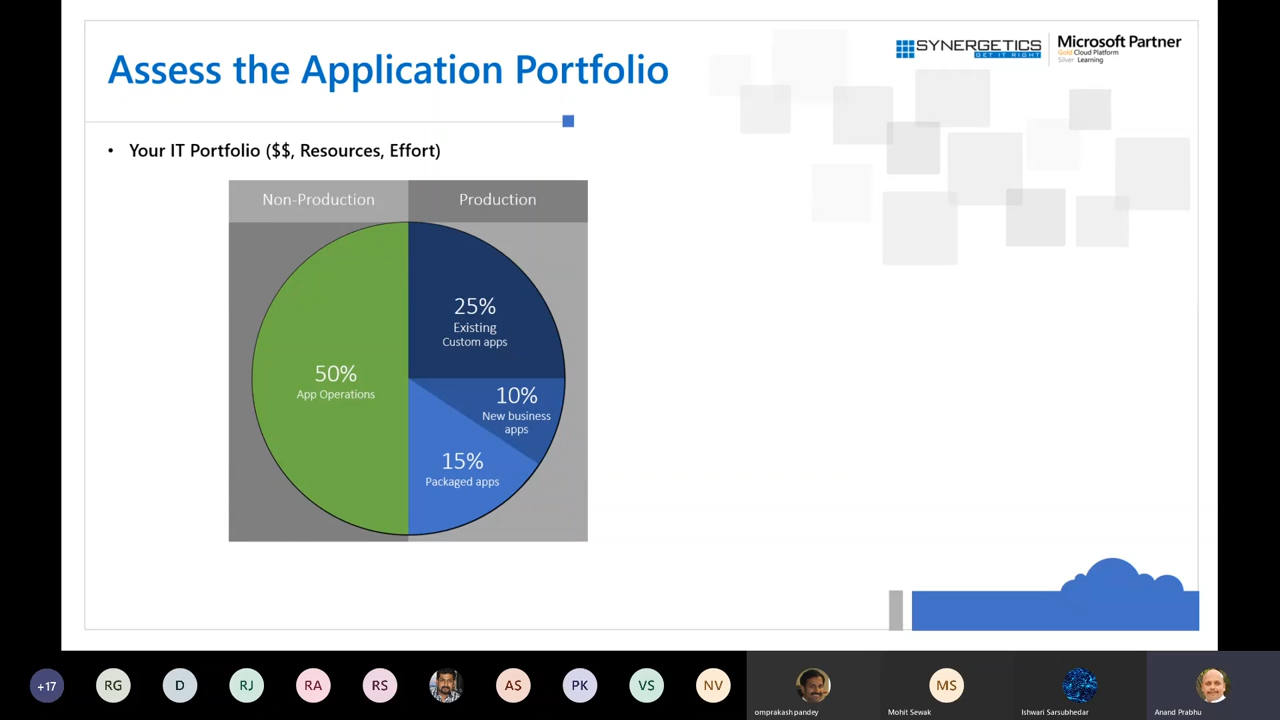 Assess the Application Portfolio
SYNERGETICS
GET IT RIGHT
Microsoft Partner
Gold Cloud Platform
Silver Learning
• Your IT Portfolio ($$, Resources, Effort)
Non-Production
Production
25%
Existing
Custom apps
50%
App Operations
10%
New business
apps
15%
Packaged apps
+17
RG
D
RJ
RA
RS
AS
PK
VS
NV
MS
omprakash pandey
Mohit Sewak
Ishwari Sarsubhedar
Anand Prabhu